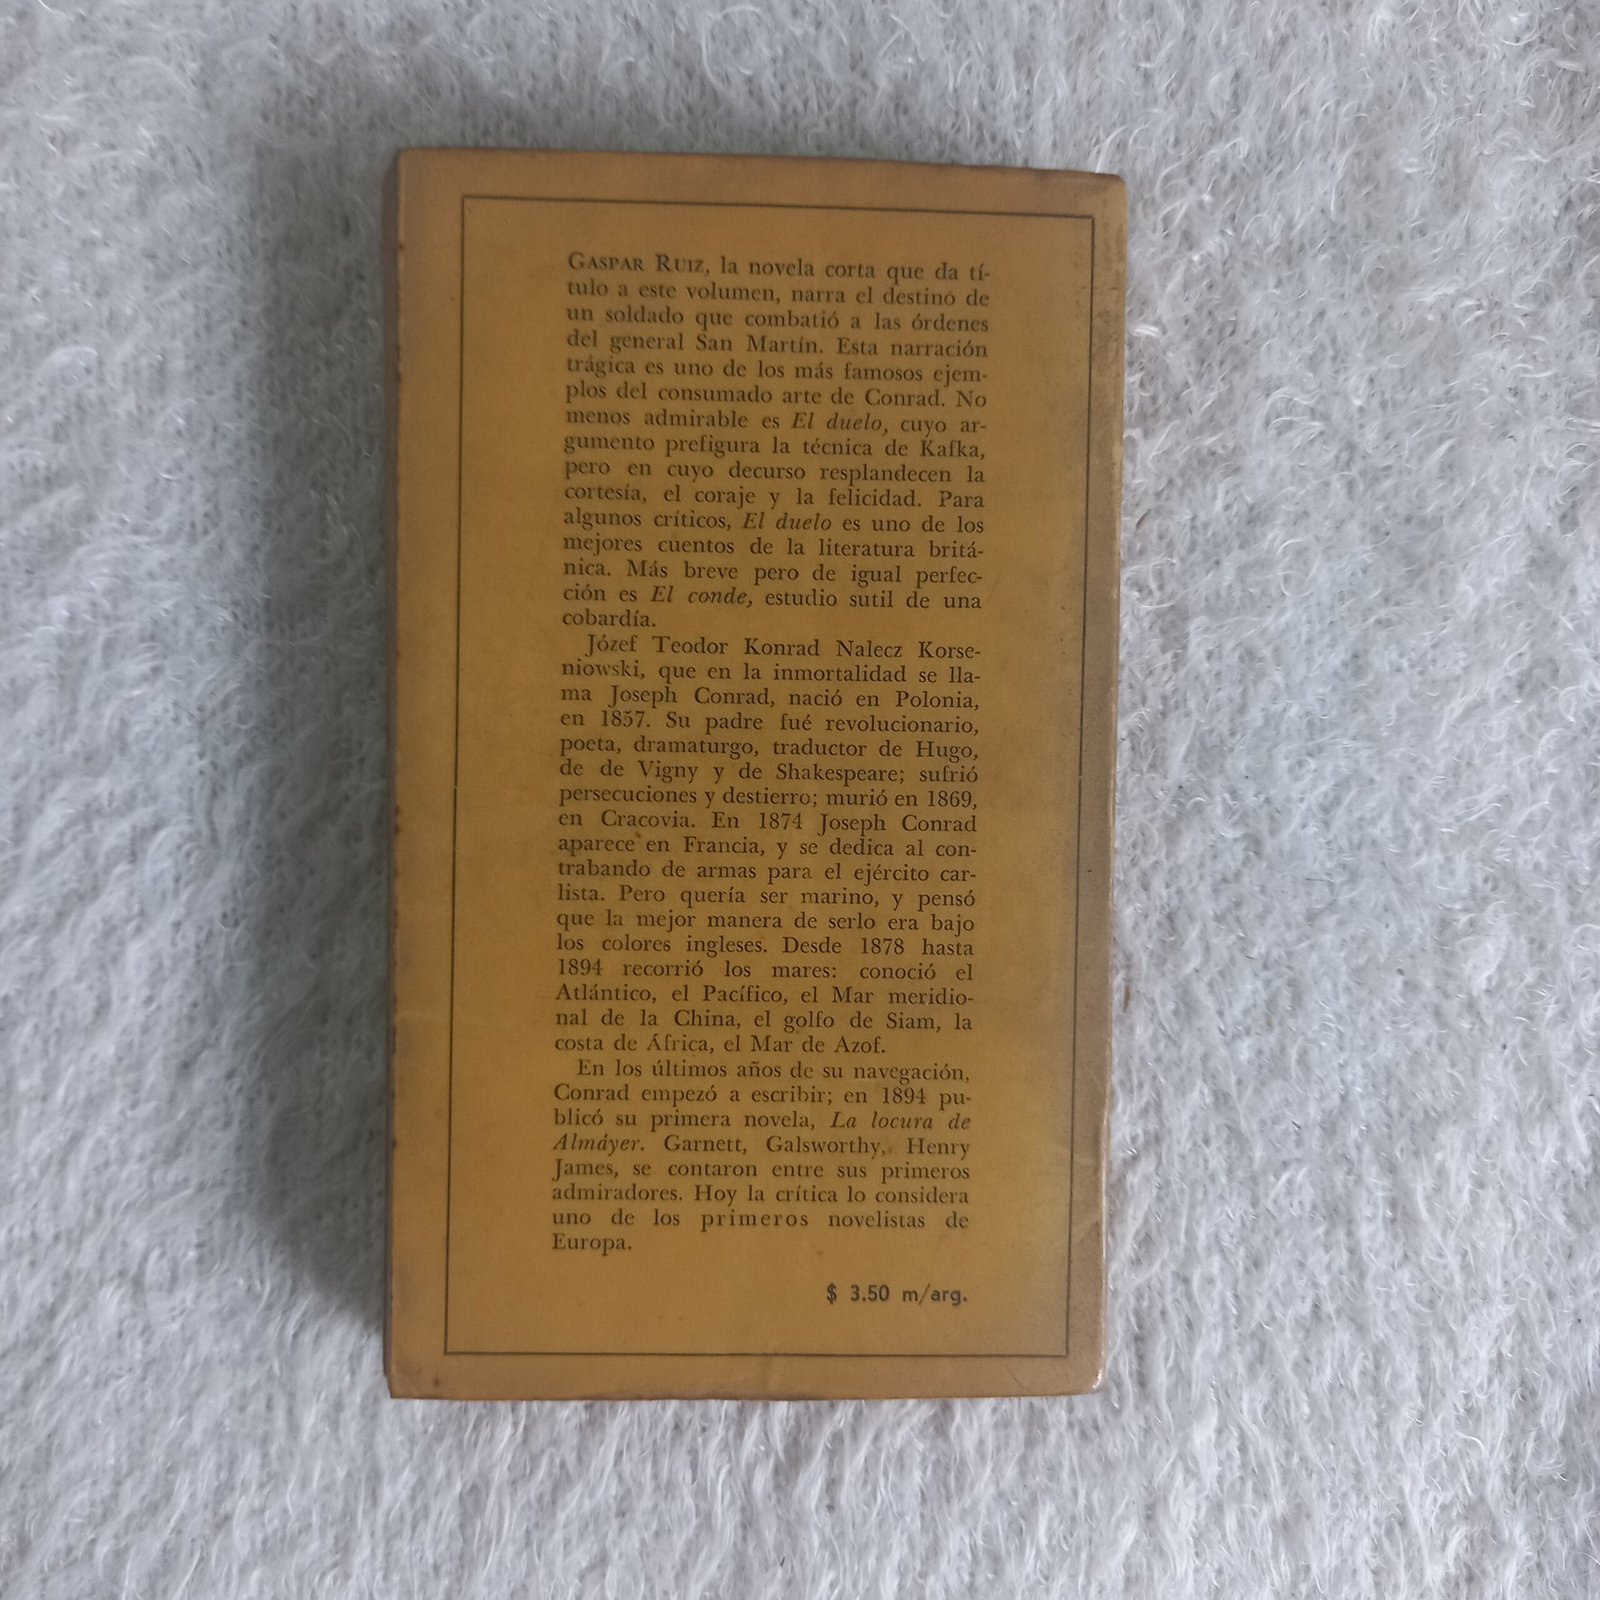 GASPAR RUIZ, la novela corta que da tí-
tulo a este volumen, narra el destino de
un soldado que combatió a las órdenes
del general San Martín. Esta narración
trágica es uno de los más famosos ejem-
plos del consumado arte de Conrad. No
menos admirable es El duelo, cuyo ar-
gumento prefigura la técnica de Kafka,
pero en cuyo decurso resplandecen la
cortesía, el coraje y la felicidad. Para
algunos críticos, El duelo es uno de los
mejores cuentos de la literatura britá-
nica. Más breve pero de igual perfec-
ción es El conde, estudio sutil de una
cobardía.
Józef Teodor Konrad Nalecz Korse-
niowski, que en la inmortalidad se lla-
ma Joseph Conrad, nació en Polonia,
en 1857. Su padre fué revolucionario,
poeta, dramaturgo, traductor de Hugo,
de de Vigny y de Shakespeare; sufrió
persecuciones y destierro; murió en 1869,
en Cracovia. En 1874 Joseph Conrad
aparece en Francia, y se dedica al con-
trabando de armas para el ejército car-
lista. Pero quería ser marino, y pensó
que la mejor manera de serlo era bajo
los colores ingleses. Desde 1878 hasta
1894 recorrió los mares: conoció el
Atlántico, el Pacífico, el Mar meridio-
nal de la China, el golfo de Siam, la
costa de África, el Mar de Azof.
En los últimos años de su navegación,
Conrad empezó a escribir; en 1894 pu-
blicó su primera novela, La locura de
Almáyer. Garnett, Galsworthy, Henry
James, se contaron entre sus primeros
admiradores. Hoy la crítica lo considera
uno de los primeros novelistas de
Europa.
$ 3.50 m/arg.